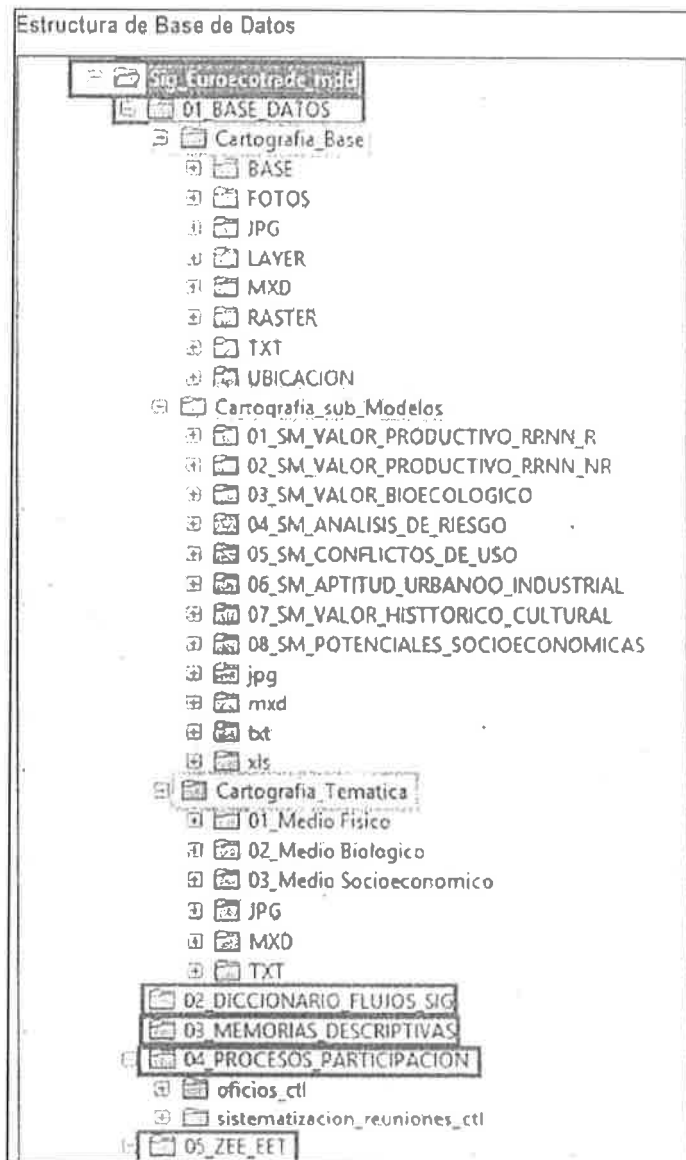 Estructura de Base de Datos
Sig_Euroecotrade_mdd
01_BASE_DATOS
Cartografia_Base
BASE
FOTOS
JPG
LAYER
MXD
RASTER
TXT
UBICACION
Cartografia_sub_Modelos
01_SM_VALOR_PRODUCTIVO_RRNN_R
02_SM_VALOR_PRODUCTIVO_RRNN_NR
03_SM_VALOR_BIOECOLOGICO
04_SM_ANALISIS_DE_RIESGO
05_SM_CONFLICTOS_DE_USO
06_SM_APTITUD_URBANOO_INDUSTRIAL
07_SM_VALOR_HISTTORICO_CULTURAL
08_SM_POTENCIALES_SOCIOECONOMICAS
jpg
mxd
txt
xls
Cartografia_Tematica
01_Medio Fisico
02_Medio Biologico
03_Medio Socioeconomico
JPG
MXD
TXT
02_DICCIONARIO_FLUJOS_SIG
03_MEMORIAS_DESCRIPTIVAS
04_PROCESOS_PARTICIPACION
oficios_ctl
sistematizacion_reuniones_ctl
05_ZEE_EET